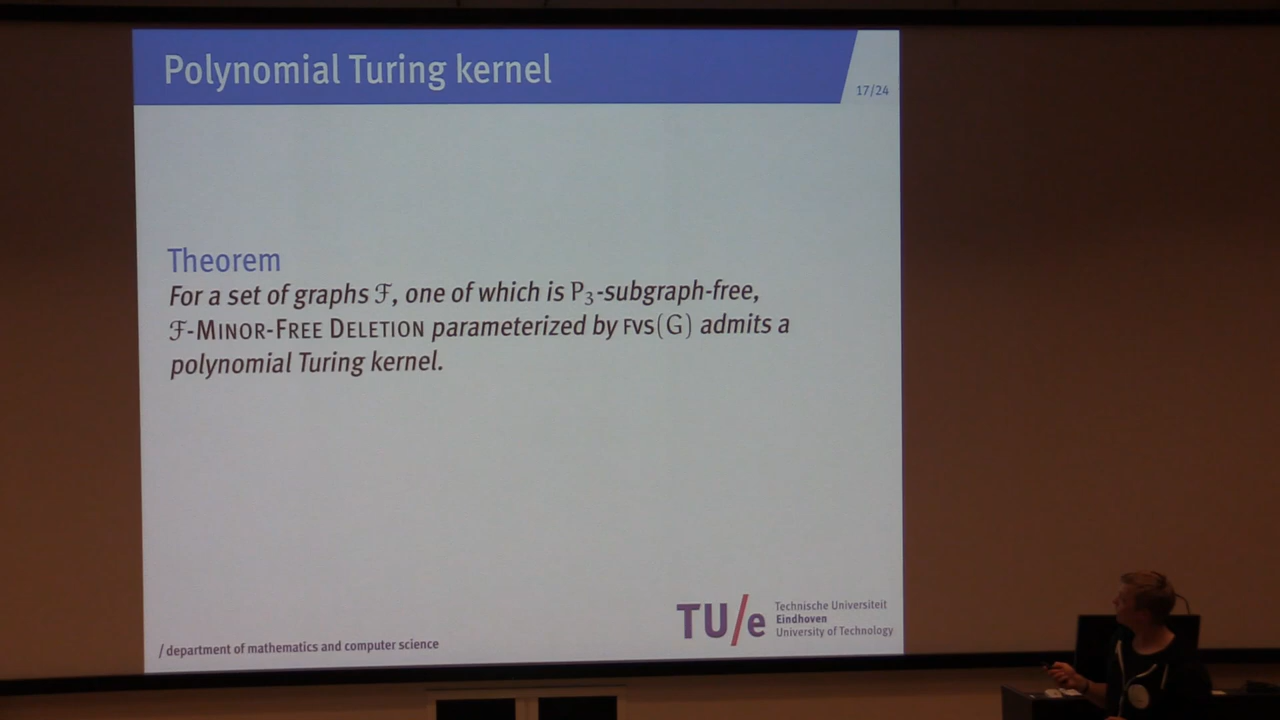 Polynomial Turing kernel
17/24
Theorem
For a set of graphs ℱ, one of which is P₃-subgraph-free,
ℱ-MINOR-FREE DELETION parameterized by FVS(G) admits a
polynomial Turing kernel.
/ department of mathematics and computer science
TU/e
Technische Universiteit
Eindhoven
University of Technology